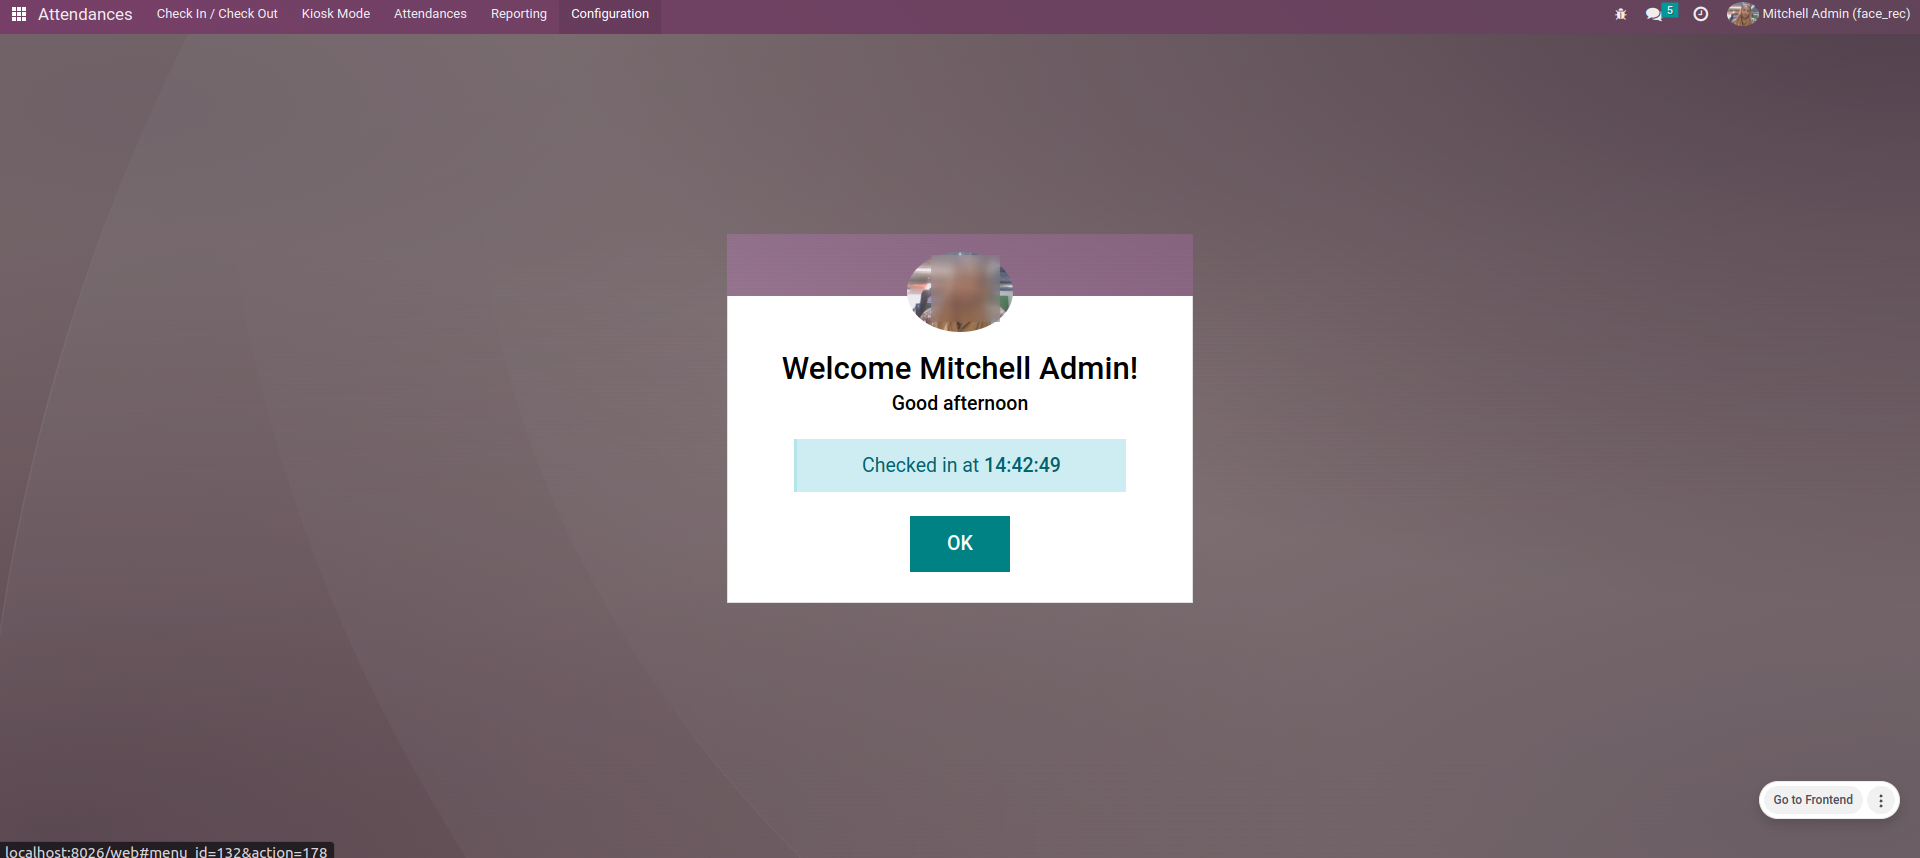 Attendances Check In / Check Out Kiosk Mode Attendances Reporting Configuration 5 Mitchell Admin (face_rec)
Welcome Mitchell Admin!
Good afternoon
Checked in at 14:42:49
OK
Go to Frontend
localhost:8026/web#menu_id=132&action=178